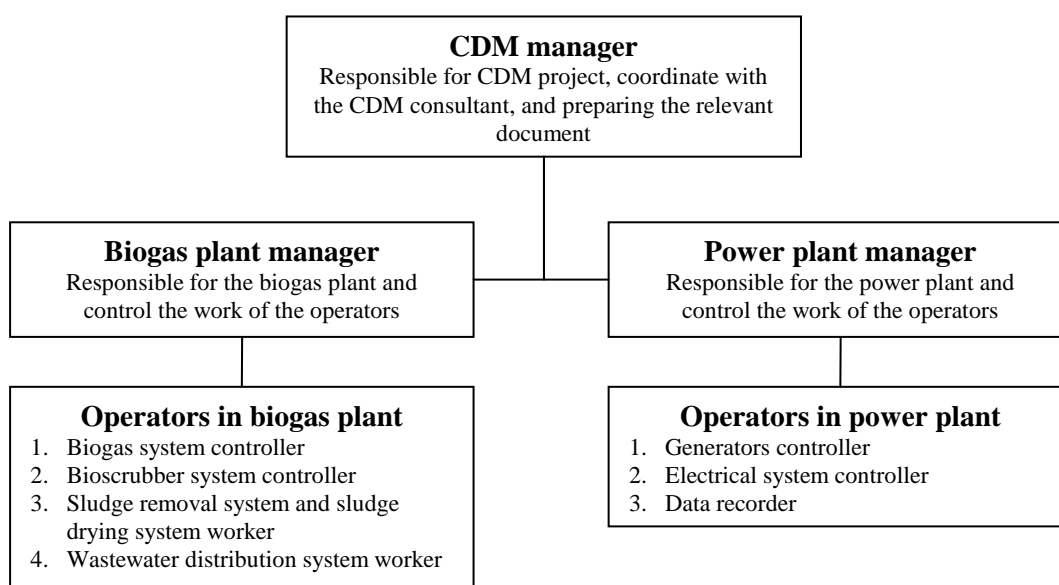 CDM manager
Responsible for CDM project, coordinate with
the CDM consultant, and preparing the relevant
document
Biogas plant manager
Responsible for the biogas plant and
control the work of the operators
Power plant manager
Responsible for the power plant and
control the work of the operators
Operators in biogas plant
1. Biogas system controller
2. Bioscrubber system controller
3. Sludge removal system and sludge
drying system worker
4. Wastewater distribution system worker
Operators in power plant
1. Generators controller
2. Electrical system controller
3. Data recorder